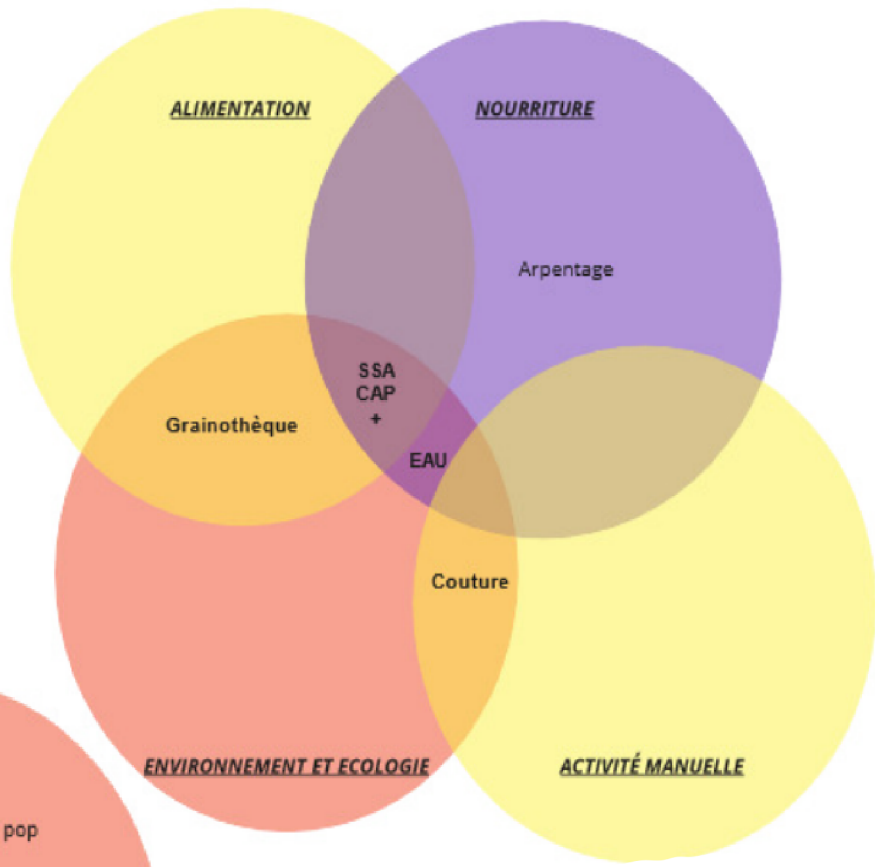 ALIMENTATION
NOURRITURE
Arpentage
SSA
CAP
+
Grainothèque
EAU
Couture
ENVIRONNEMENT ET ECOLOGIE
ACTIVITÉ MANUELLE
pop